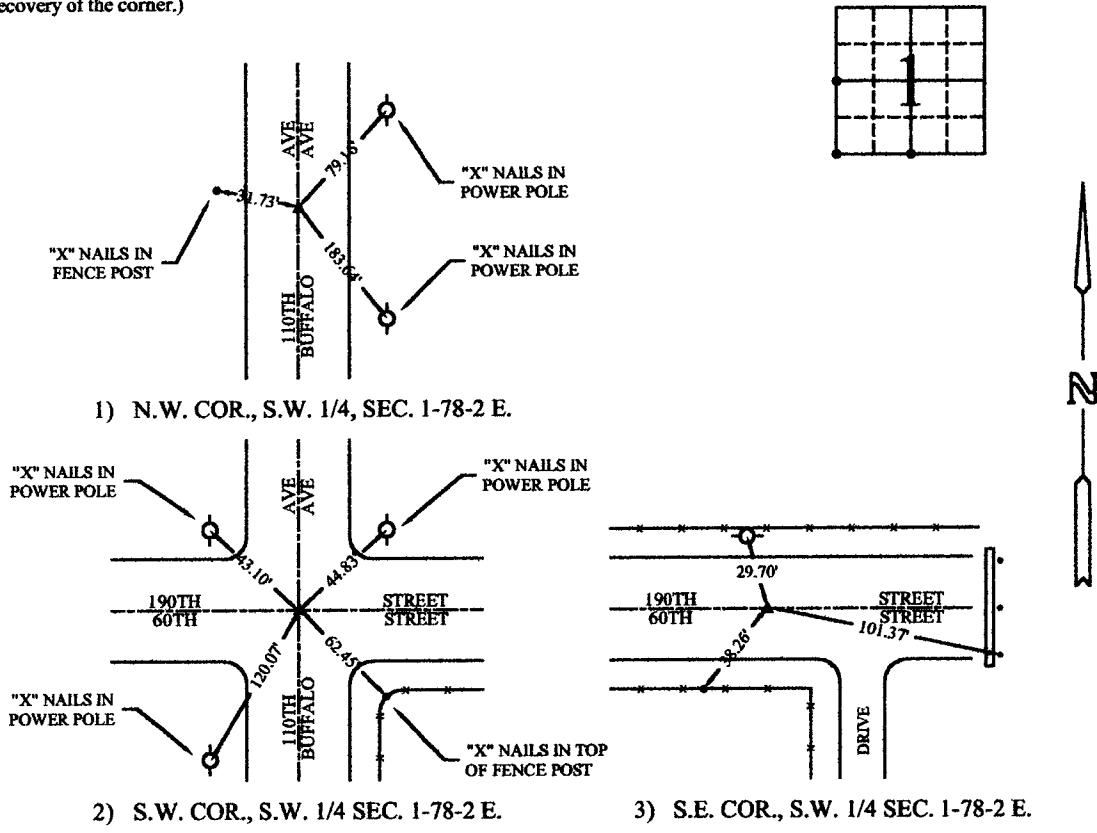 ecovery of the corner.)
1
AVE
AVE
79.16'
"X" NAILS IN
POWER POLE
31.73'
"X" NAILS IN
FENCE POST
183.64'
"X" NAILS IN
POWER POLE
110TH
BUFFALO
N
1) N.W. COR., S.W. 1/4, SEC. 1-78-2 E.
"X" NAILS IN
POWER POLE
AVE
AVE
"X" NAILS IN
POWER POLE
43.10'
44.83'
190TH
60TH
STREET
STREET
120.07'
62.45'
"X" NAILS IN
POWER POLE
110TH
BUFFALO
"X" NAILS IN TOP
OF FENCE POST
2) S.W. COR., S.W. 1/4 SEC. 1-78-2 E.
29.70'
190TH
60TH
STREET
STREET
101.37'
38.26'
DRIVE
3) S.E. COR., S.W. 1/4 SEC. 1-78-2 E.